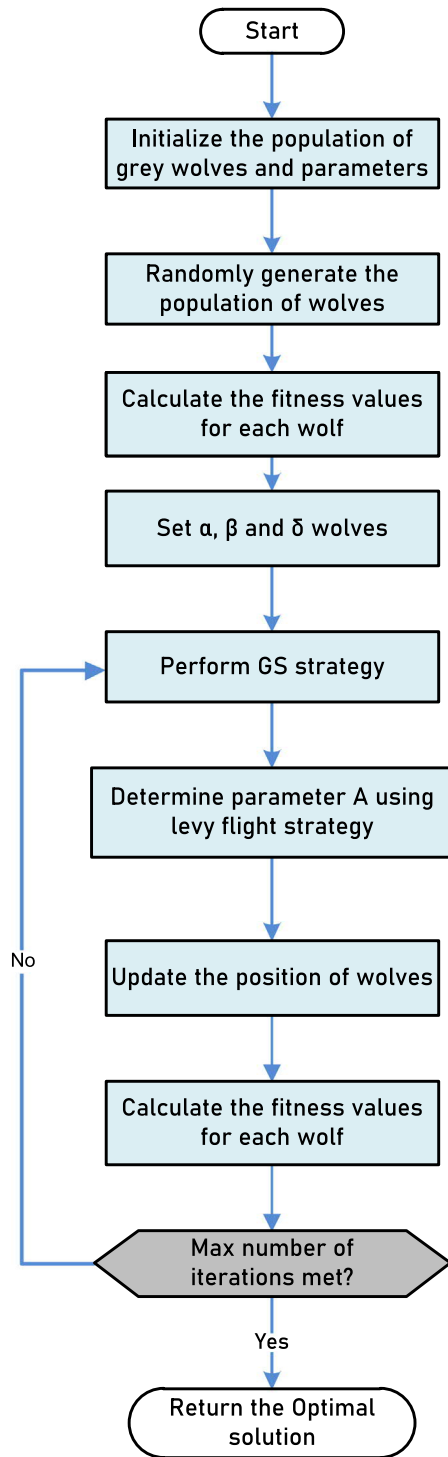 Start
Initialize the population of
grey wolves and parameters
Randomly generate the
population of wolves
Calculate the fitness values
for each wolf
Set α, β and δ wolves
Perform GS strategy
Determine parameter A using
levy flight strategy
No
Update the position of wolves
Calculate the fitness values
for each wolf
Max number of
iterations met?
Yes
Return the Optimal
solution